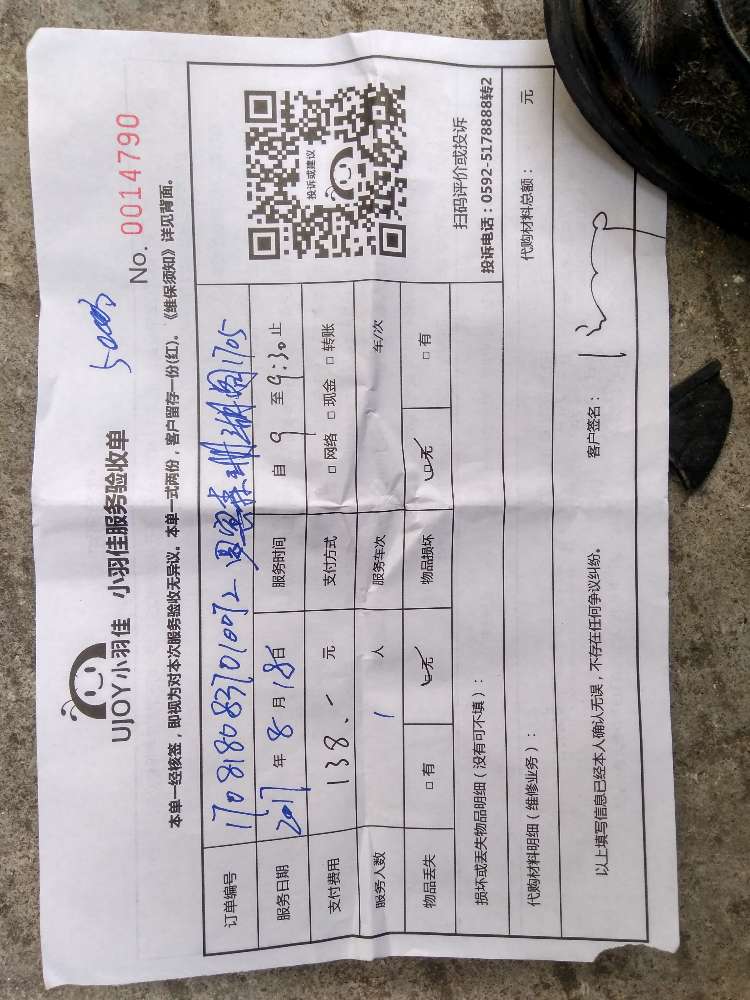 UJOY小羽佳 小羽佳服务验收单
No. 0014790
本单一经核签，即视为对本次服务验收无异议。本单一式两份，客户留存一份(红)。《维保须知》详见背面。
订单编号
服务日期 2017年 8 月 18 日 服务时间 自 9 至 9:30 止
支付费用 138.- 元 支付方式 □ 网络 □ 现金 □ 转账
服务人数 1 人 服务车次 车/次
物品丢失 □ 有 □ 无 物品损坏 □ 无 □ 有
投诉或建议
扫码评价或投诉
投诉电话：0592-5178888转2
损坏或丢失物品明细（没有可不填）：
代购材料明细（维修业务）： 代购材料总额： 元
以上填写信息已经本人确认无误，不存在任何争议纠纷。 客户签名：